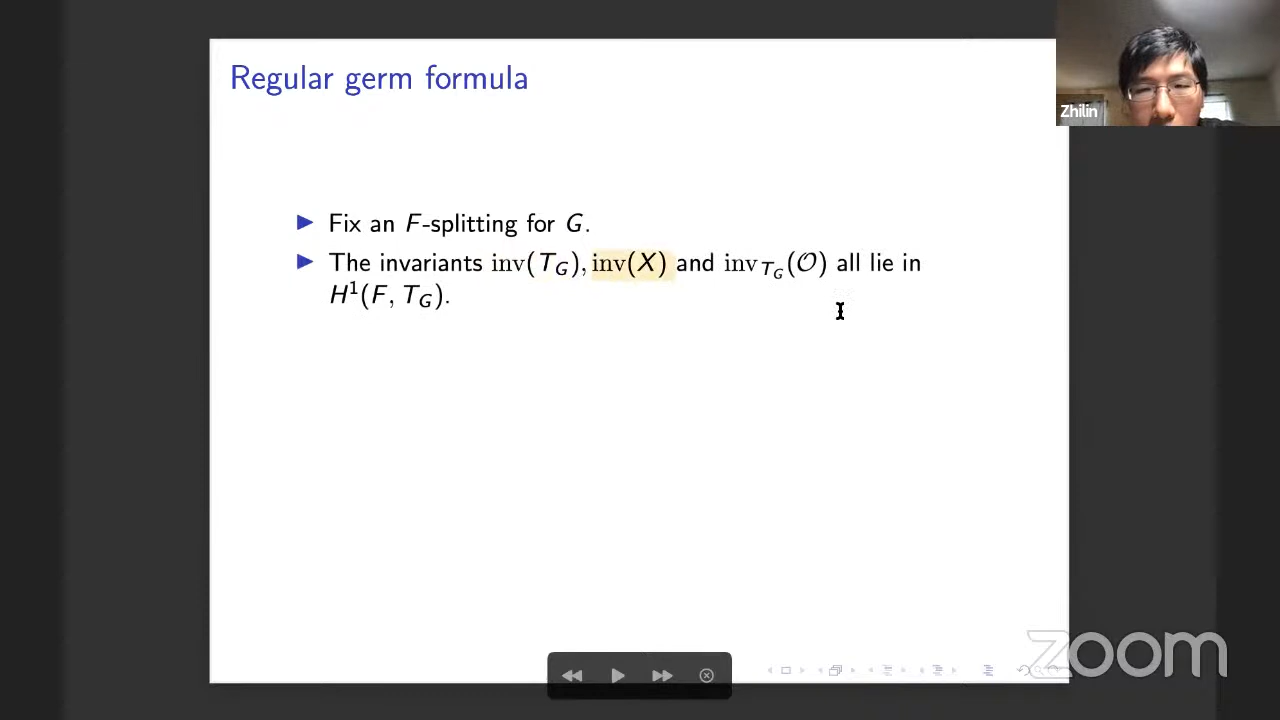 Regular germ formula
Zhilin
▶ Fix an F-splitting for G.
▶ The invariants inv(T_G), inv(X) and inv_{T_G}(𝒪) all lie in
H¹(F, T_G).
zoom